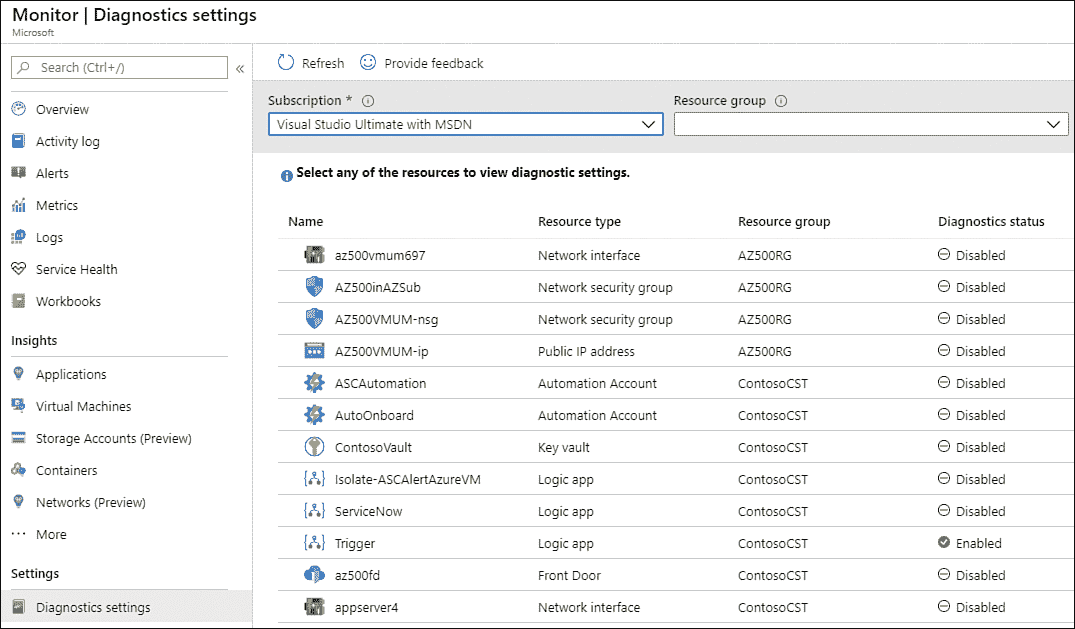 Monitor | Diagnostics settings
Microsoft
Search (Ctrl+/)
«
Overview
Activity log
Alerts
Metrics
Logs
Service Health
Workbooks
Insights
Applications
Virtual Machines
Storage Accounts (Preview)
Containers
Networks (Preview)
More
Settings
Diagnostics settings
Refresh Provide feedback
Subscription * Resource group
Visual Studio Ultimate with MSDN
Select any of the resources to view diagnostic settings.
Name Resource type Resource group Diagnostics status
az500vmum697 Network interface AZ500RG Disabled
AZ500inAZSub Network security group AZ500RG Disabled
AZ500VMUM-nsg Network security group AZ500RG Disabled
AZ500VMUM-ip Public IP address AZ500RG Disabled
ASCAutomation Automation Account ContosoCST Disabled
AutoOnboard Automation Account ContosoCST Disabled
ContosoVault Key vault ContosoCST Disabled
Isolate-ASCAlertAzureVM Logic app ContosoCST Disabled
ServiceNow Logic app ContosoCST Disabled
Trigger Logic app ContosoCST Enabled
az500fd Front Door ContosoCST Disabled
appserver4 Network interface ContosoCST Disabled